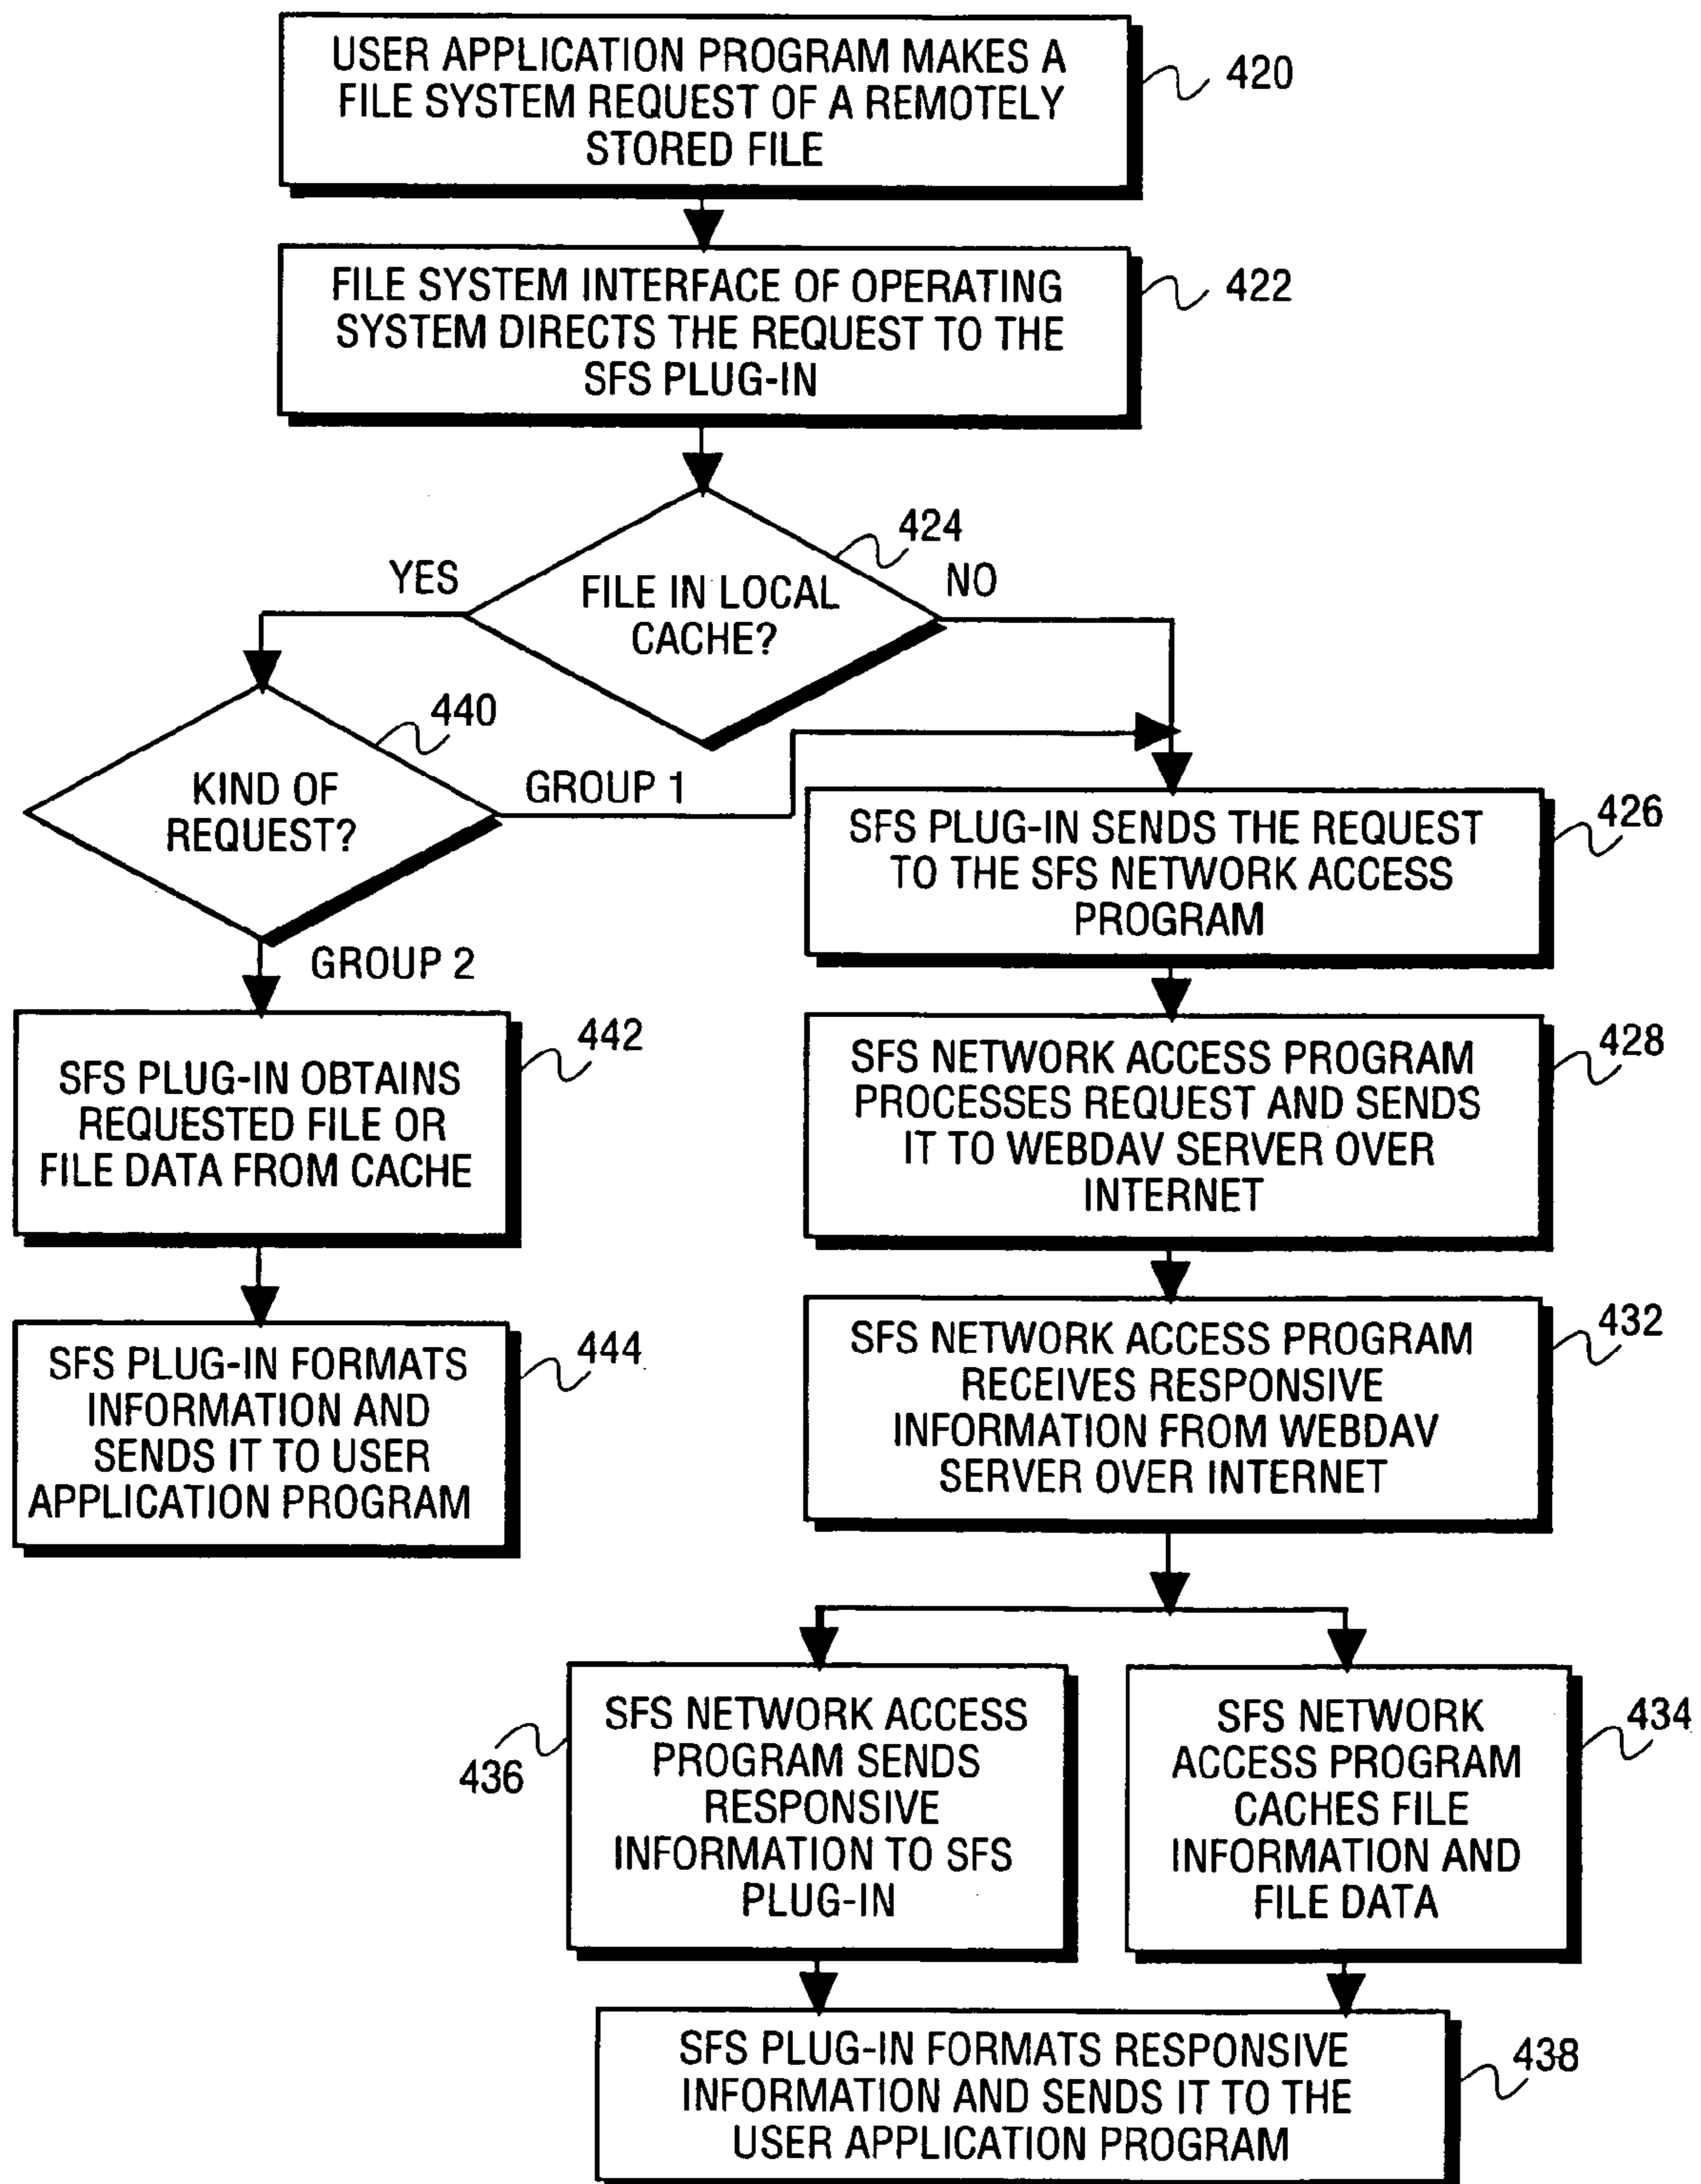 USER APPLICATION PROGRAM MAKES A
FILE SYSTEM REQUEST OF A REMOTELY
STORED FILE
420
FILE SYSTEM INTERFACE OF OPERATING
SYSTEM DIRECTS THE REQUEST TO THE
SFS PLUG-IN
422
424
YES
NO
FILE IN LOCAL
CACHE?
440
KIND OF
REQUEST?
GROUP 1
GROUP 2
SFS PLUG-IN SENDS THE REQUEST
TO THE SFS NETWORK ACCESS
PROGRAM
426
SFS PLUG-IN OBTAINS
REQUESTED FILE OR
FILE DATA FROM CACHE
442
SFS NETWORK ACCESS PROGRAM
PROCESSES REQUEST AND SENDS
IT TO WEBDAV SERVER OVER
INTERNET
428
SFS PLUG-IN FORMATS
INFORMATION AND
SENDS IT TO USER
APPLICATION PROGRAM
444
SFS NETWORK ACCESS PROGRAM
RECEIVES RESPONSIVE
INFORMATION FROM WEBDAV
SERVER OVER INTERNET
432
SFS NETWORK ACCESS
PROGRAM SENDS
RESPONSIVE
INFORMATION TO SFS
PLUG-IN
436
SFS NETWORK
ACCESS PROGRAM
CACHES FILE
INFORMATION AND
FILE DATA
434
SFS PLUG-IN FORMATS RESPONSIVE
INFORMATION AND SENDS IT TO THE
USER APPLICATION PROGRAM
438